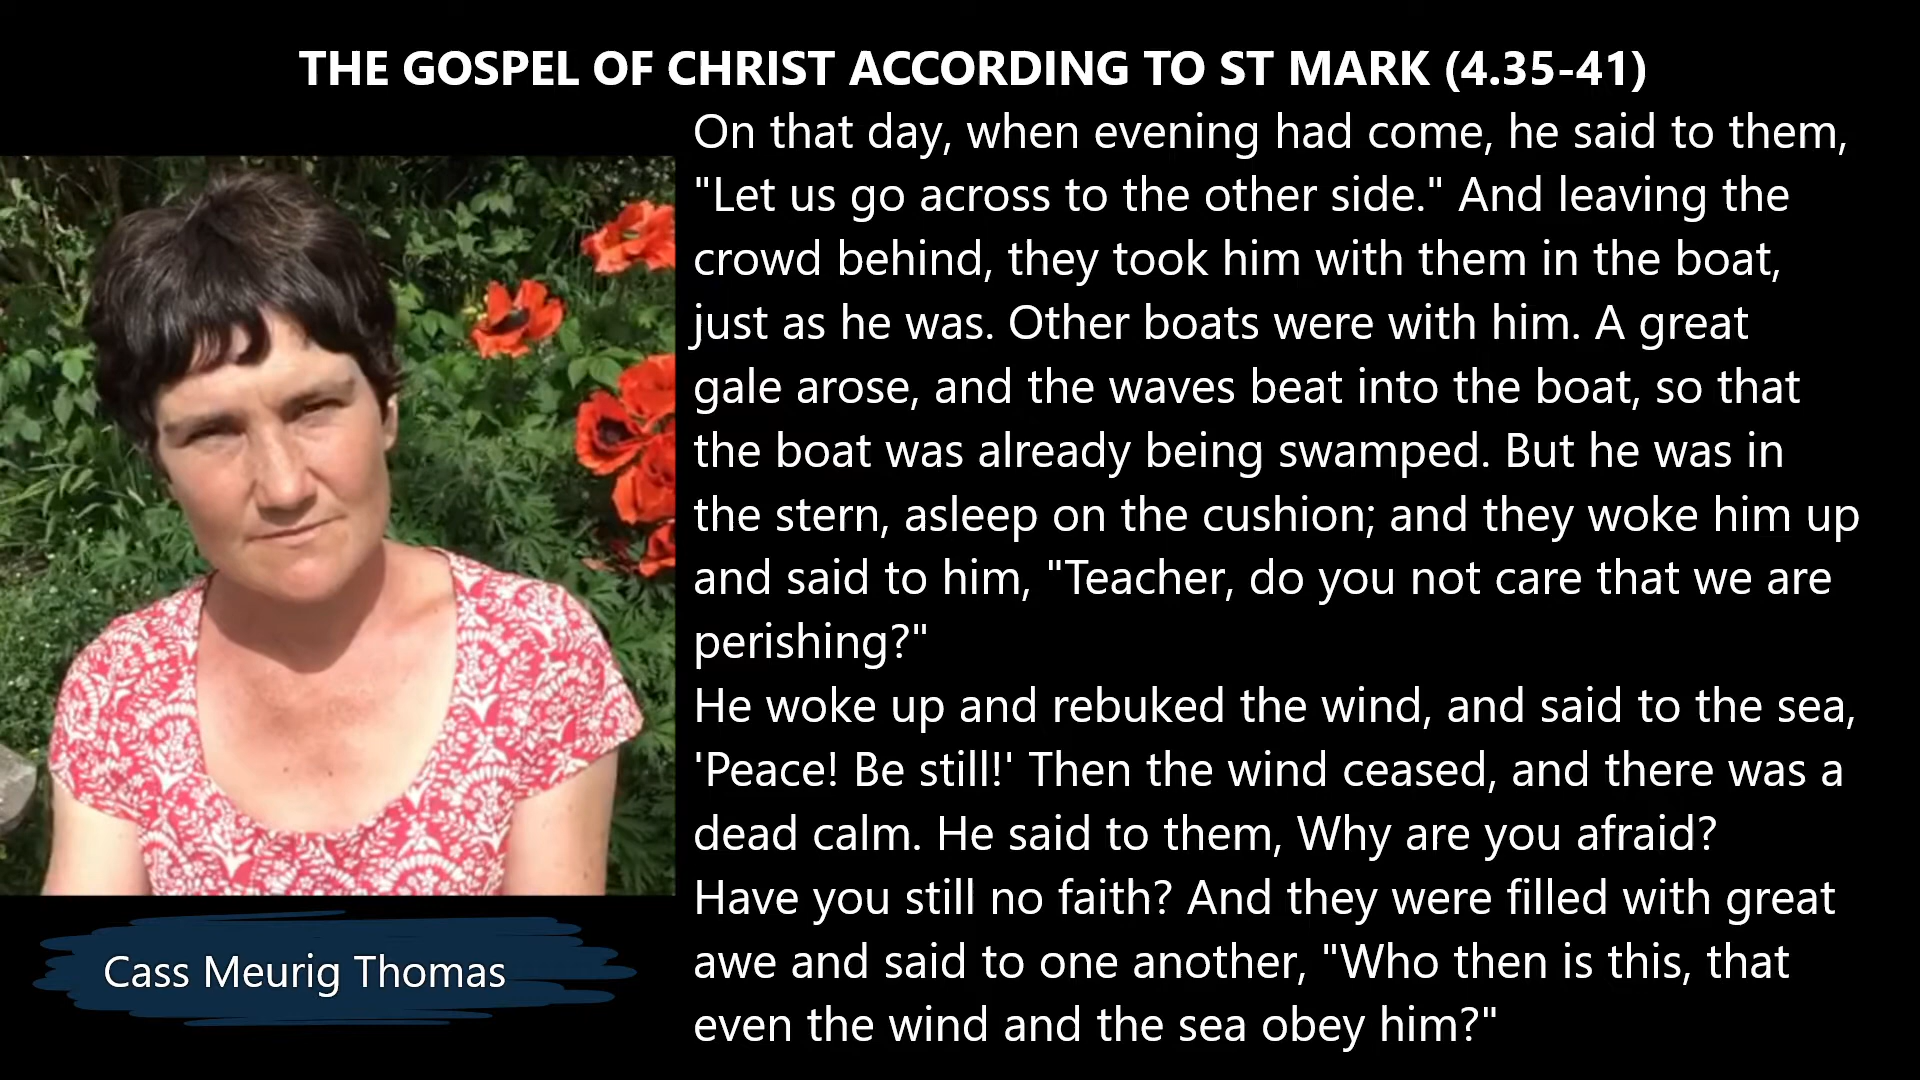 THE GOSPEL OF CHRIST ACCORDING TO ST MARK (4.35-41)
On that day, when evening had come, he said to them,
"Let us go across to the other side." And leaving the
crowd behind, they took him with them in the boat,
just as he was. Other boats were with him. A great
gale arose, and the waves beat into the boat, so that
the boat was already being swamped. But he was in
the stern, asleep on the cushion; and they woke him up
and said to him, "Teacher, do you not care that we are
perishing?"
He woke up and rebuked the wind, and said to the sea,
'Peace! Be still!' Then the wind ceased, and there was a
dead calm. He said to them, Why are you afraid?
Have you still no faith? And they were filled with great
awe and said to one another, "Who then is this, that
even the wind and the sea obey him?"
Cass Meurig Thomas